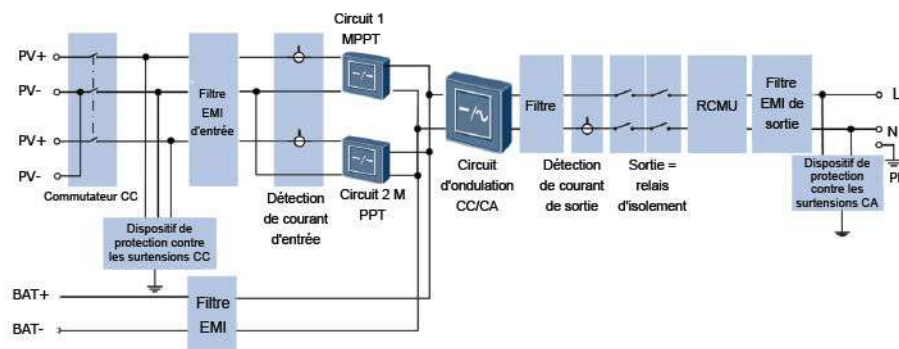 Circuit 1
MPPT
PV+
PV-
PV+
PV-
Commutateur CC
Dispositif de
protection contre
les surtensions CC
Filtre
EMI
d'entrée
Détection
de courant
d'entrée
Circuit 2 M
PPT
BAT+
BAT-
Filtre
EMI
Circuit
d'ondulation
CC/CA
Filtre
Détection
de courant
de sortie
Sortie =
relais
d'isolement
RCMU
Filtre
EMI de
sortie
L
N
Dispositif de
protection
contre les
surtensions CA